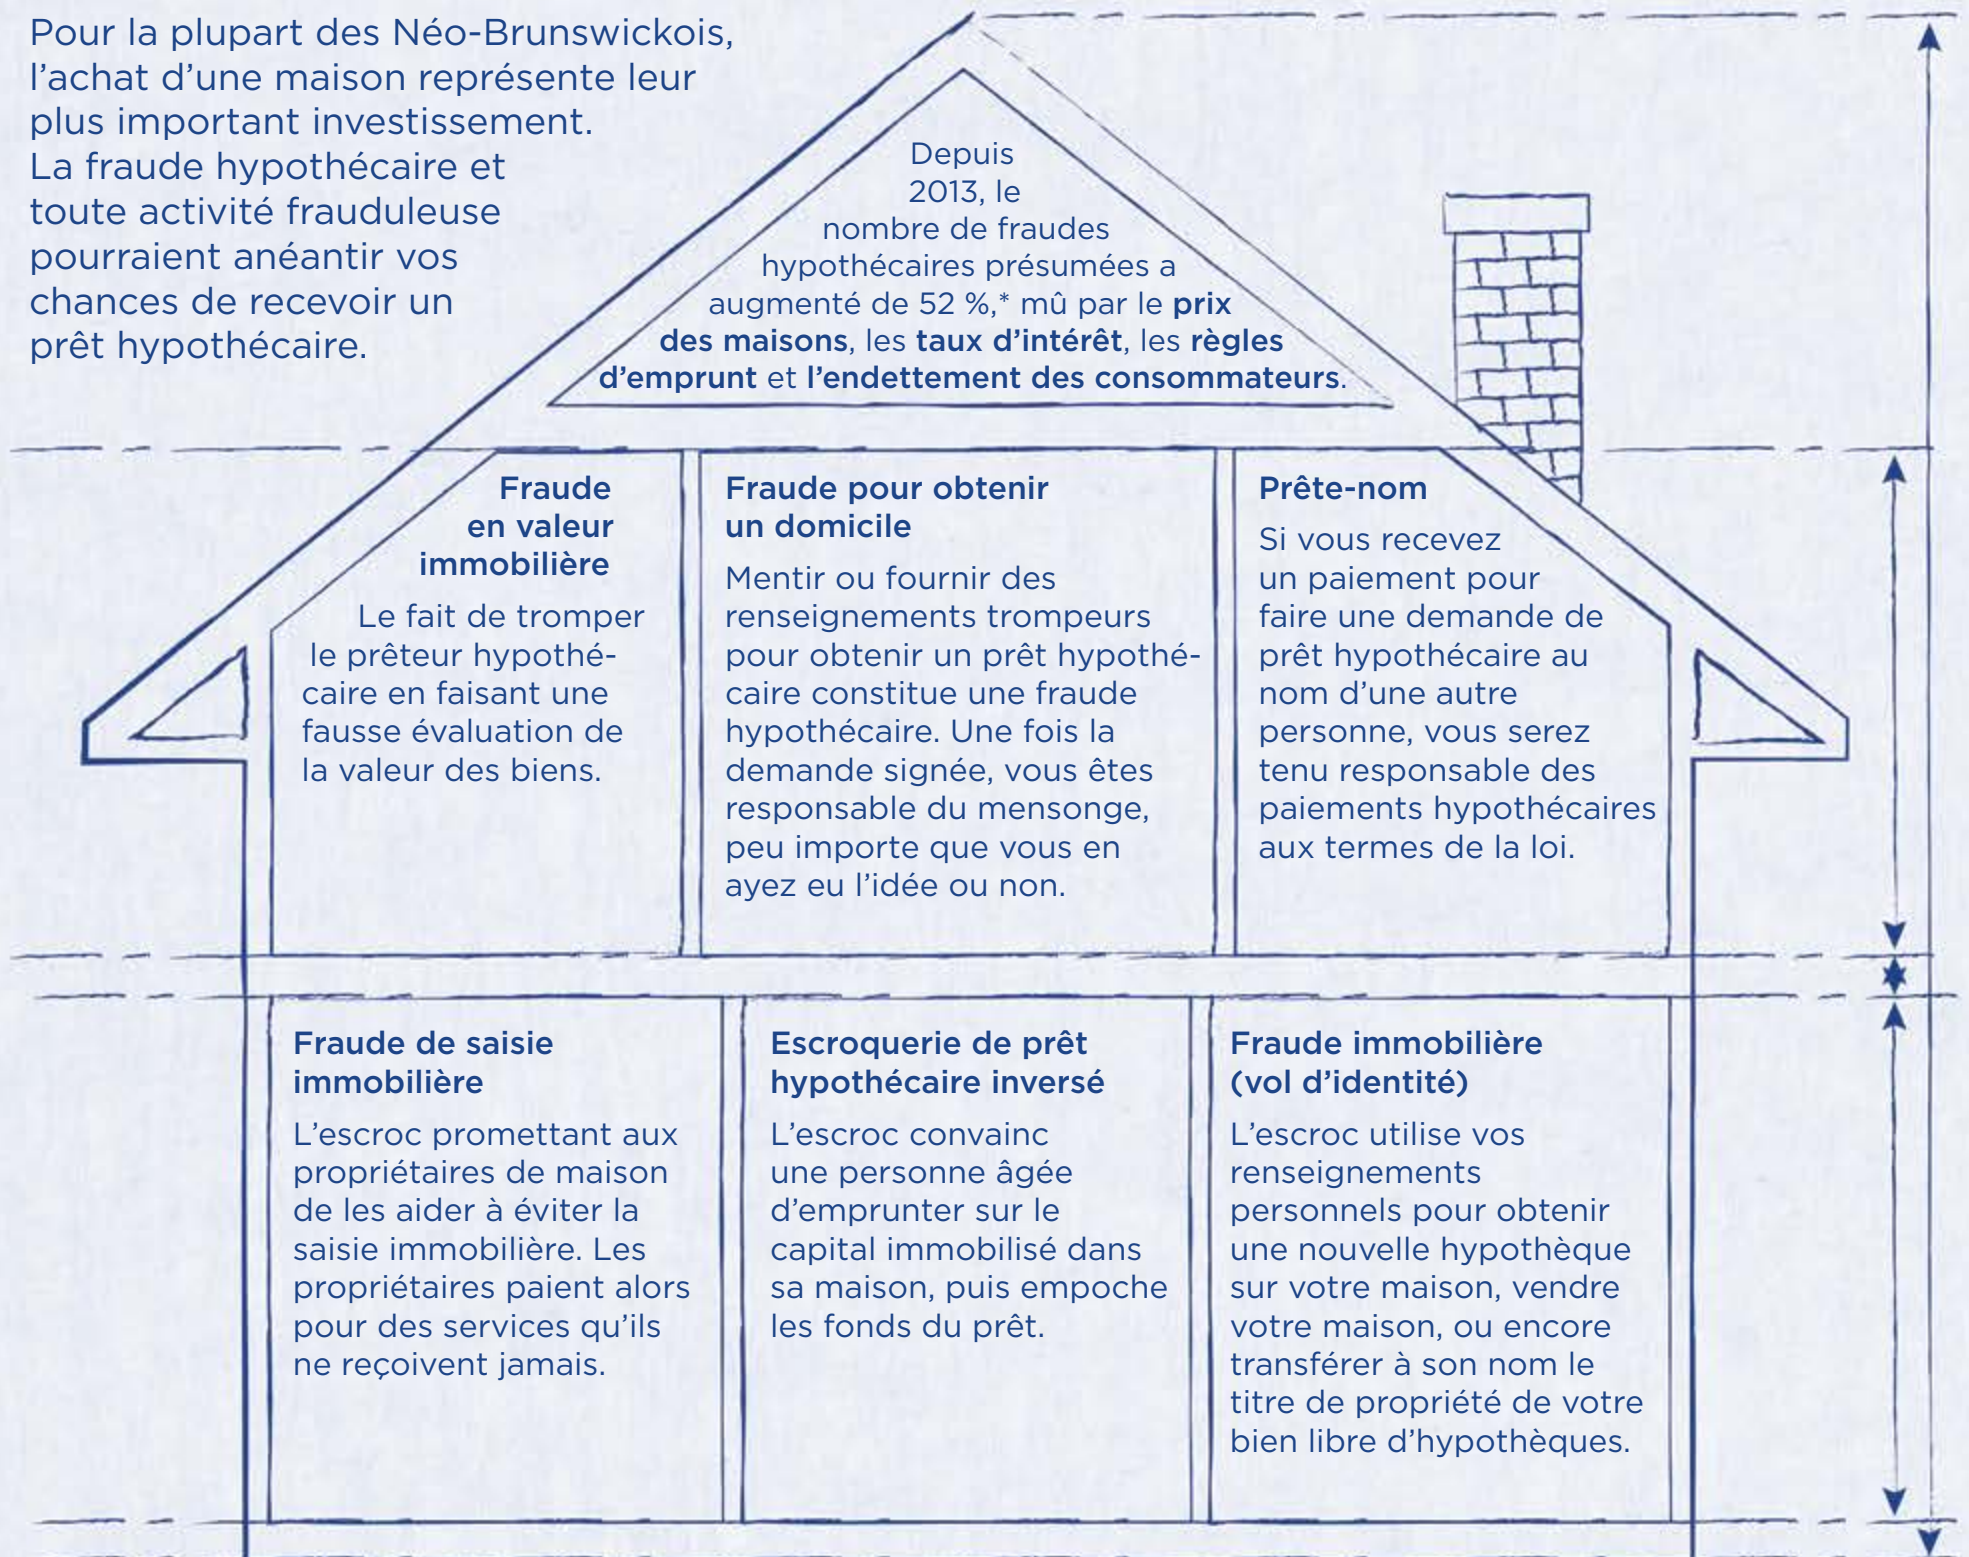 Pour la plupart des Néo-Brunswickois,
l'achat d'une maison représente leur
plus important investissement.
La fraude hypothécaire et
toute activité frauduleuse
pourraient anéantir vos
chances de recevoir un
prêt hypothécaire.
Depuis
2013, le
nombre de fraudes
hypothécaires présumées a
augmenté de 52 %,* mû par le prix
des maisons, les taux d'intérêt, les règles
d'emprunt et l'endettement des consommateurs.
Fraude
en valeur
immobilière
Le fait de tromper
le prêteur hypothé-
caire en faisant une
fausse évaluation de
la valeur des biens.
Fraude pour obtenir
un domicile
Mentir ou fournir des
renseignements trompeurs
pour obtenir un prêt hypothé-
caire constitue une fraude
hypothécaire. Une fois la
demande signée, vous êtes
responsable du mensonge,
peu importe que vous en
ayez eu l'idée ou non.
Prête-nom
Si vous recevez
un paiement pour
faire une demande de
prêt hypothécaire au
nom d'une autre
personne, vous serez
tenu responsable des
paiements hypothécaires
aux termes de la loi.
Fraude de saisie
immobilière
L'escroc promettant aux
propriétaires de maison
de les aider à éviter la
saisie immobilière. Les
propriétaires paient alors
pour des services qu'ils
ne reçoivent jamais.
Escroquerie de prêt
hypothécaire inversé
L'escroc convainc
une personne âgée
d'emprunter sur le
capital immobilisé dans
sa maison, puis empoche
les fonds du prêt.
Fraude immobilière
(vol d'identité)
L'escroc utilise vos
renseignements
personnels pour obtenir
une nouvelle hypothèque
sur votre maison, vendre
votre maison, ou encore
transférer à son nom le
titre de propriété de votre
bien libre d'hypothèques.